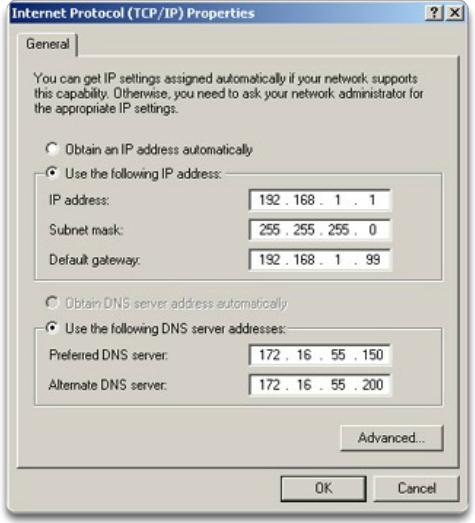 Internet Protocol (TCP/IP) Properties
General
You can get IP settings assigned automatically if your network supports
this capability. Otherwise, you need to ask your network administrator for
the appropriate IP settings.
Obtain an IP address automatically
Use the following IP address:
IP address: 192 . 168 . 1 . 1
Subnet mask: 255 . 255 . 255 . 0
Default gateway: 192 . 168 . 1 . 99
Obtain DNS server address automatically
Use the following DNS server addresses:
Preferred DNS server: 172 . 16 . 55 . 150
Alternate DNS server: 172 . 16 . 55 . 200
Advanced...
OK Cancel